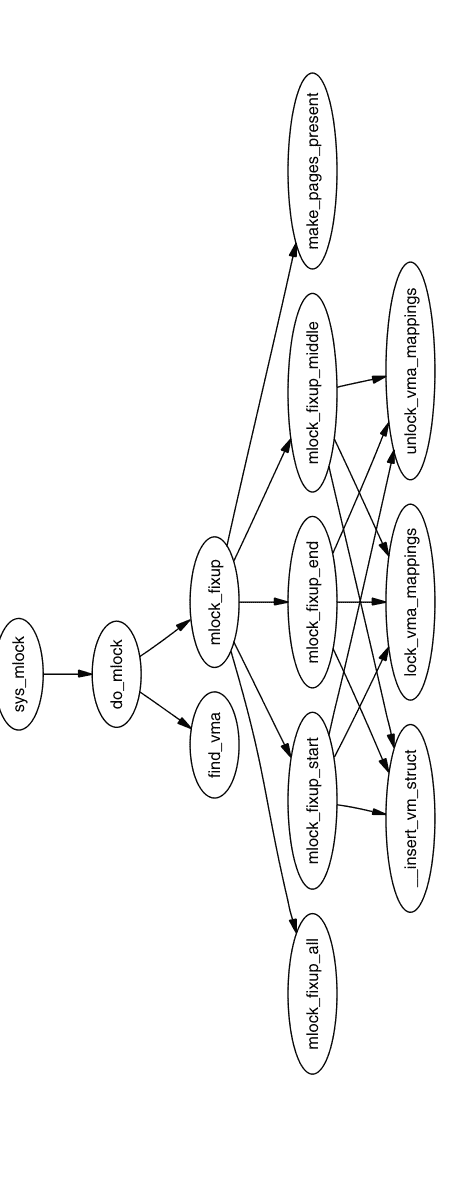 sys_mlock
do_mlock
find_vma
mlock_fixup
mlock_fixup_all
mlock_fixup_start
mlock_fixup_end
mlock_fixup_middle
make_pages_present
__insert_vm_struct
lock_vma_mappings
unlock_vma_mappings